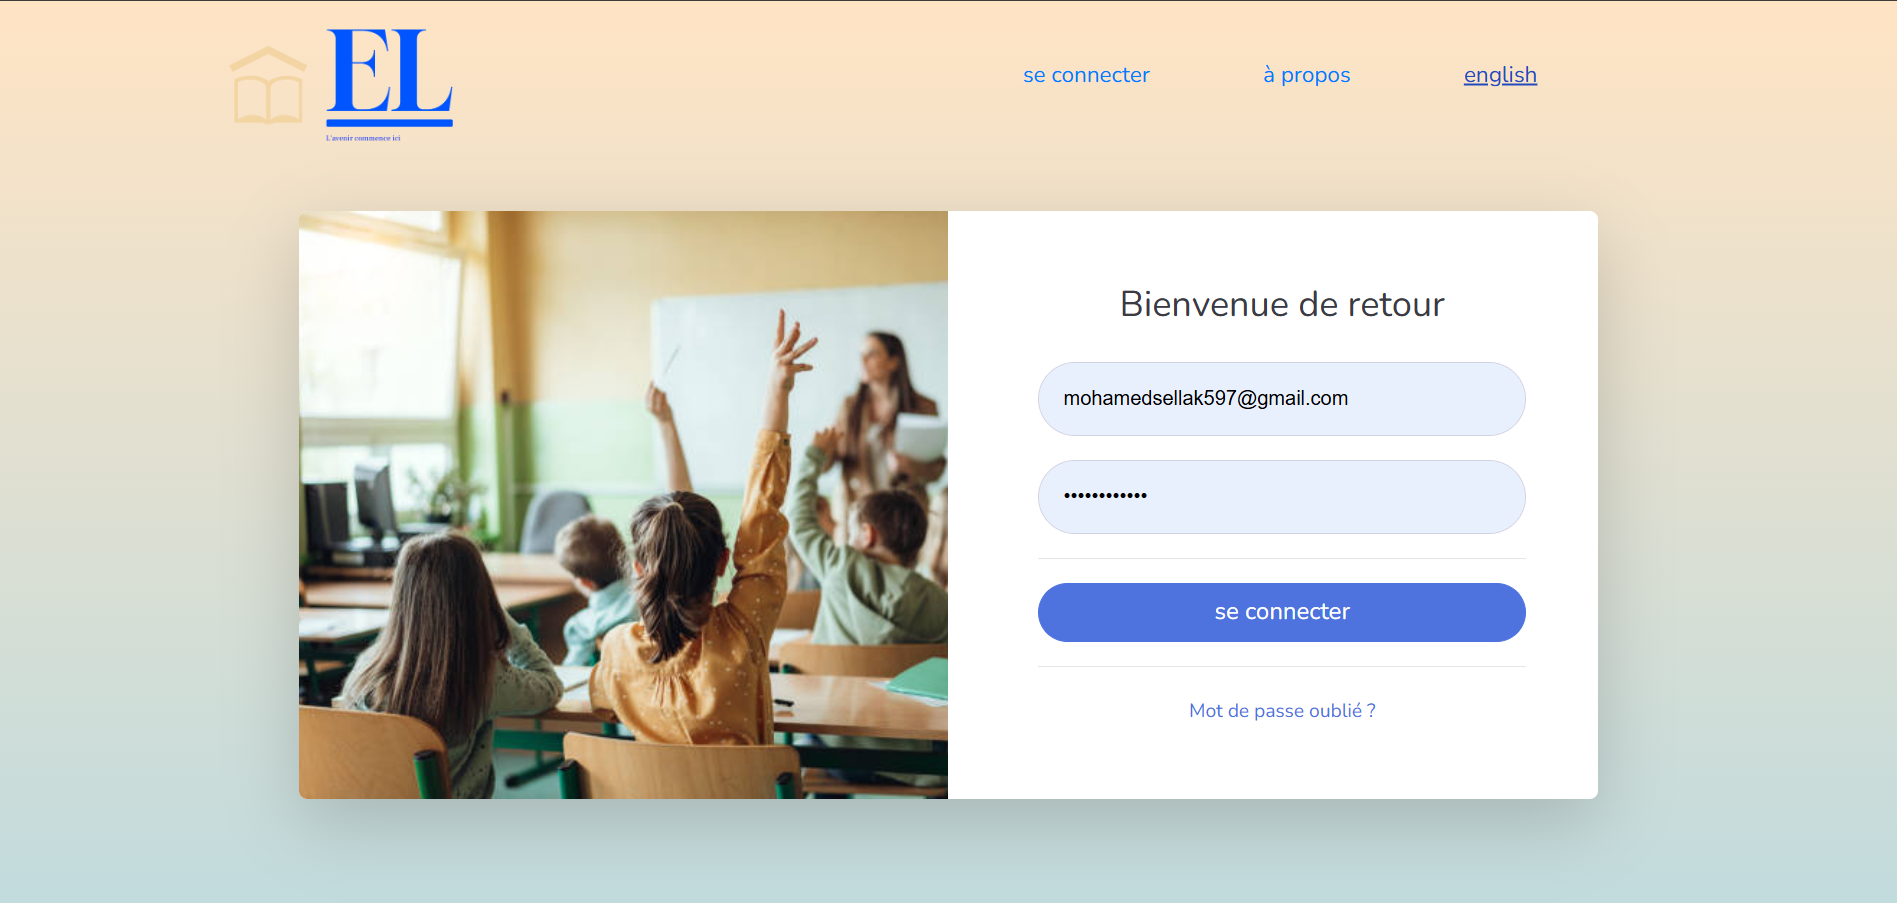 EL
L'avenir commence ici
se connecter
à propos
english
Bienvenue de retour
mohamedsellak597@gmail.com
••••••••••••
se connecter
Mot de passe oublié ?